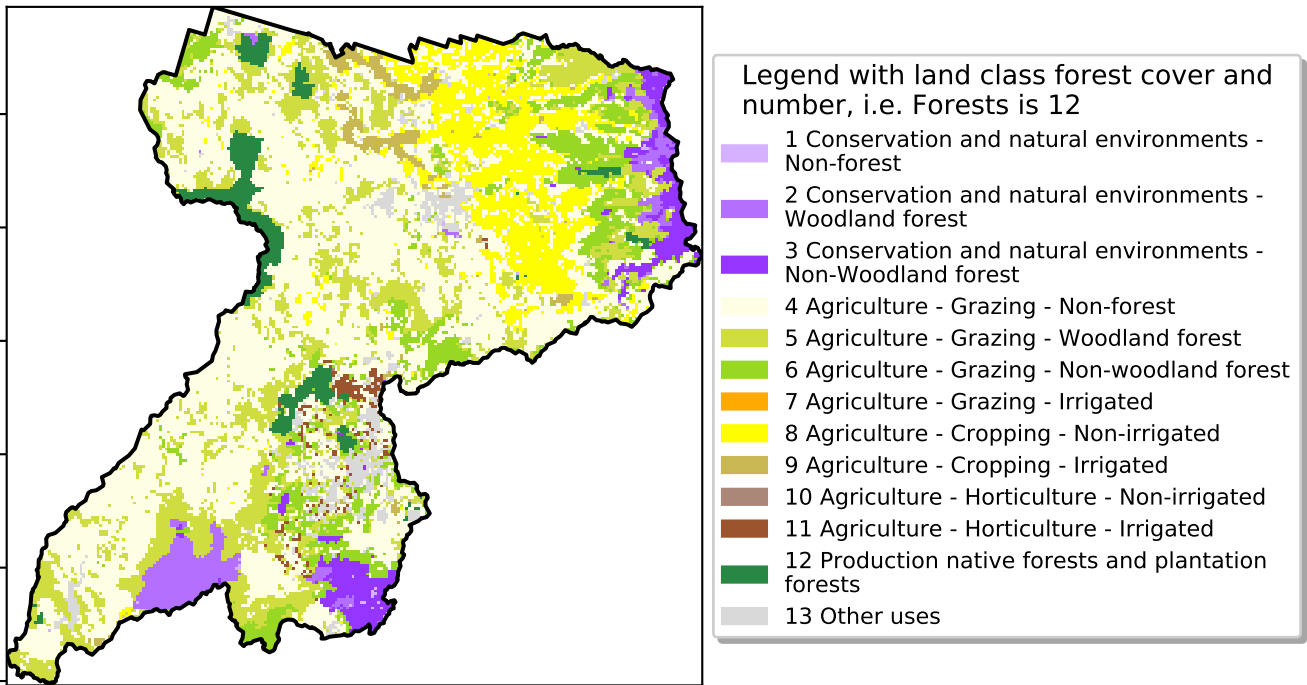 Legend with land class forest cover and
number, i.e. Forests is 12
1 Conservation and natural environments -
Non-forest
2 Conservation and natural environments -
Woodland forest
3 Conservation and natural environments -
Non-Woodland forest
4 Agriculture - Grazing - Non-forest
5 Agriculture - Grazing - Woodland forest
6 Agriculture - Grazing - Non-woodland forest
7 Agriculture - Grazing - Irrigated
8 Agriculture - Cropping - Non-irrigated
9 Agriculture - Cropping - Irrigated
10 Agriculture - Horticulture - Non-irrigated
11 Agriculture - Horticulture - Irrigated
12 Production native forests and plantation
forests
13 Other uses